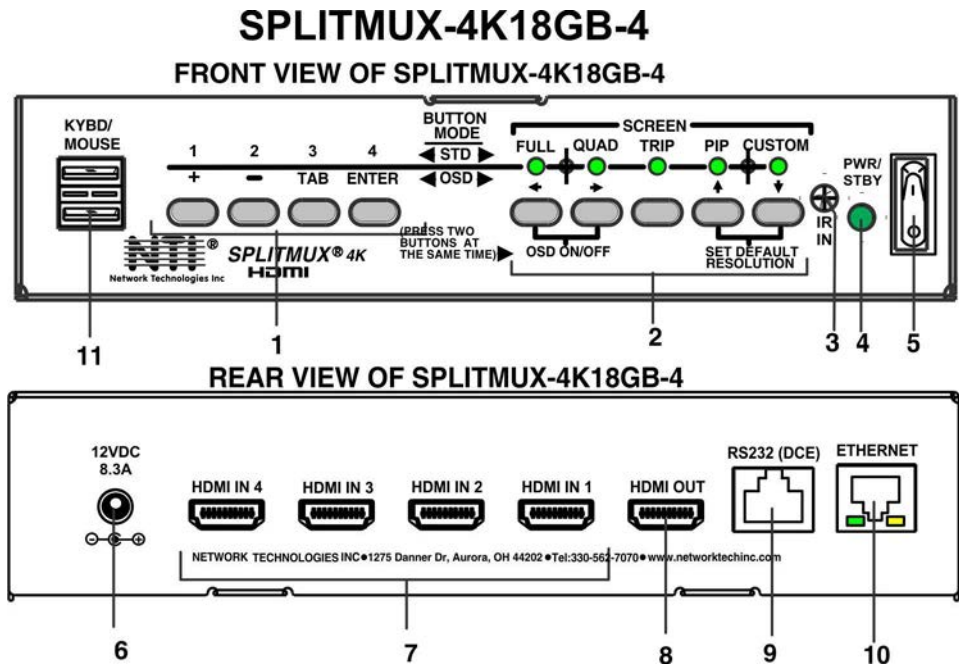 SPLITMUX-4K18GB-4
FRONT VIEW OF SPLITMUX-4K18GB-4
KYBD/
MOUSE
1 2 3 4
+ - TAB ENTER
BUTTON
MODE
◀ STD ▶
◀ OSD ▶
SCREEN
FULL QUAD TRIP PIP CUSTOM
PWR/
STBY
IR
IN
(PRESS TWO
BUTTONS AT
THE SAME TIME)▶
OSD ON/OFF
SET DEFAULT
RESOLUTION
NTI®
Network Technologies Inc
SPLITMUX® 4K
HDMI
11 1 2 3 4 5
REAR VIEW OF SPLITMUX-4K18GB-4
12VDC
8.3A
HDMI IN 4 HDMI IN 3 HDMI IN 2 HDMI IN 1 HDMI OUT
RS232 (DCE) ETHERNET
NETWORK TECHNOLOGIES INC●1275 Danner Dr, Aurora, OH 44202 ●Tel:330-562-7070 ●www.networktechinc.com
6 7 8 9 10